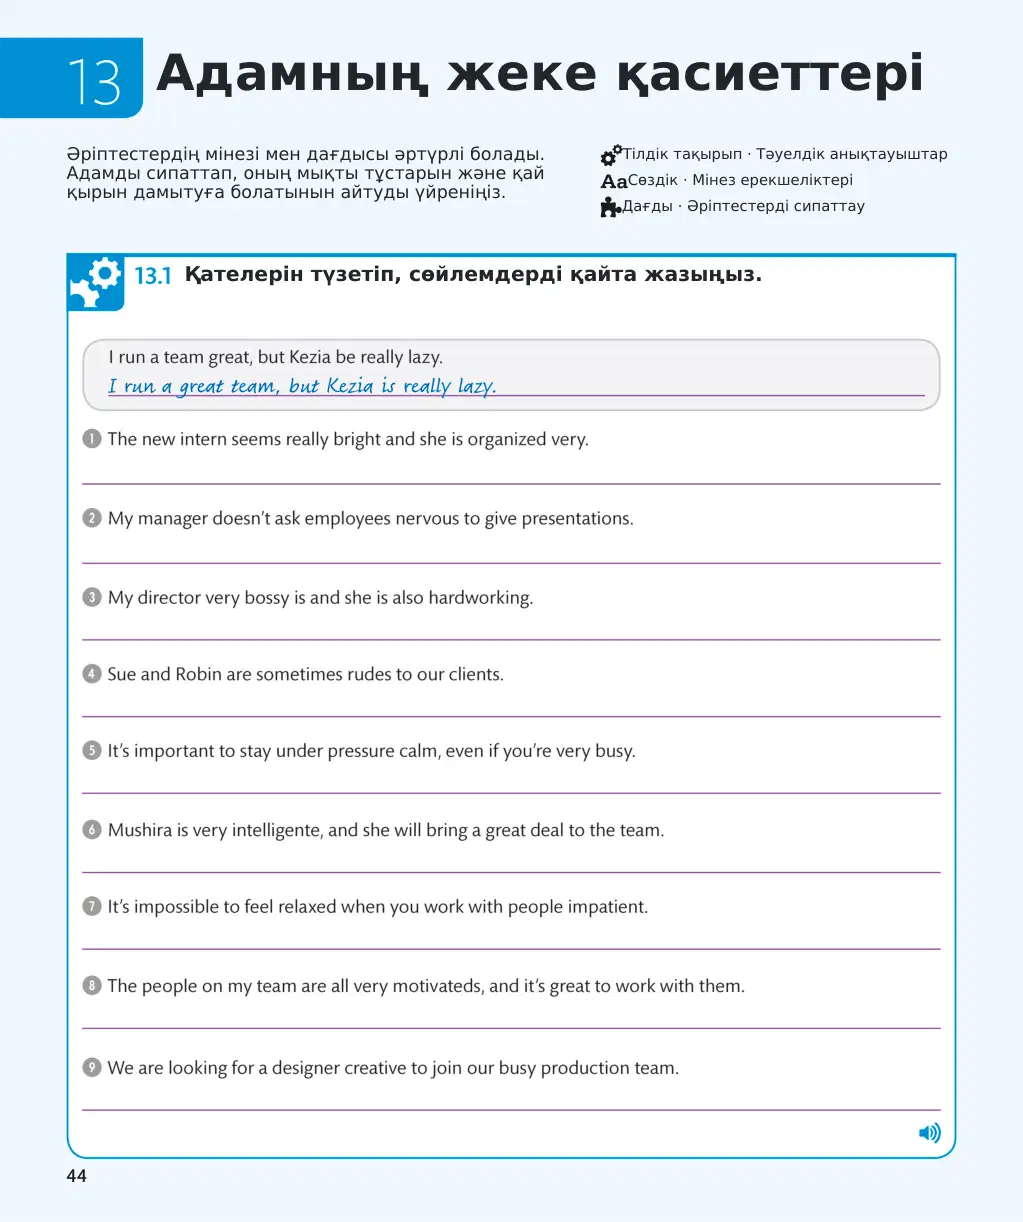 13
Адамның жеке қасиеттері
Әріптестердің мінезі мен дағдысы әртүрлі болады.
Адамды сипаттап, оның мықты тұстарын және қай
қырын дамытуға болатынын айтуды үйреніңіз.
Тілдік тақырып · Тәуелдік анықтауыштар
Aa Сөздік · Мінез ерекшеліктері
Дағды · Әріптестерді сипаттау
13.1 Қателерін түзетіп, сөйлемдерді қайта жазыңыз.
I run a team great, but Kezia be really lazy.
I run a great team, but Kezia is really lazy.
1 The new intern seems really bright and she is organized very.
2 My manager doesn’t ask employees nervous to give presentations.
3 My director very bossy is and she is also hardworking.
4 Sue and Robin are sometimes rudes to our clients.
5 It’s important to stay under pressure calm, even if you’re very busy.
6 Mushira is very intelligente, and she will bring a great deal to the team.
7 It’s impossible to feel relaxed when you work with people impatient.
8 The people on my team are all very motivateds, and it’s great to work with them.
9 We are looking for a designer creative to join our busy production team.
44